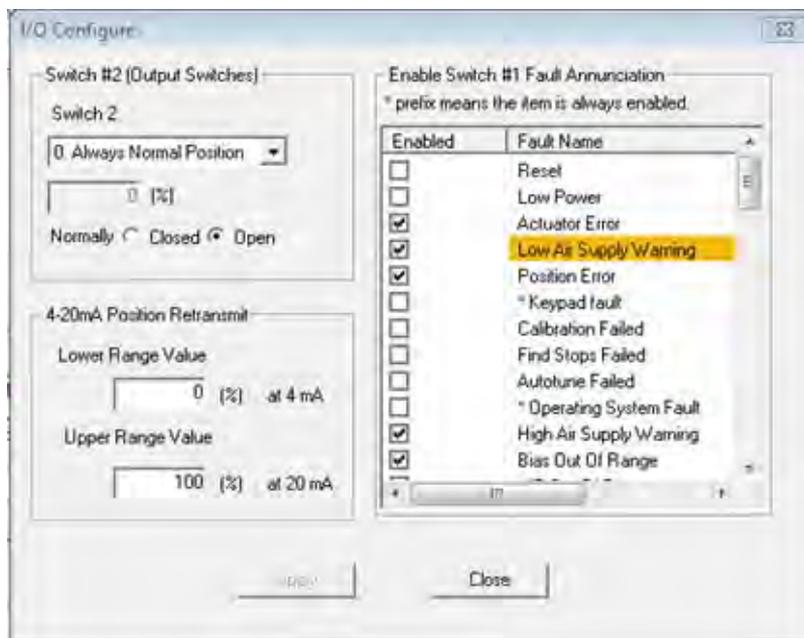 I/O Configure
Switch #2 (Output Switches)
Switch 2
0. Always Normal Position
0 (%)
Normally Closed Open
4-20mA Position Retransmit
Lower Range Value
0 (%) at 4 mA
Upper Range Value
100 (%) at 20 mA
Enable Switch #1 Fault Annunciation
* prefix means the item is always enabled.
Enabled Fault Name
Reset
Low Power
Actuator Error
Low Air Supply Warning
Position Error
* Keypad fault
Calibration Failed
Find Stops Failed
Autotune Failed
* Operating System Fault
High Air Supply Warning
Bias Out Of Range
Close